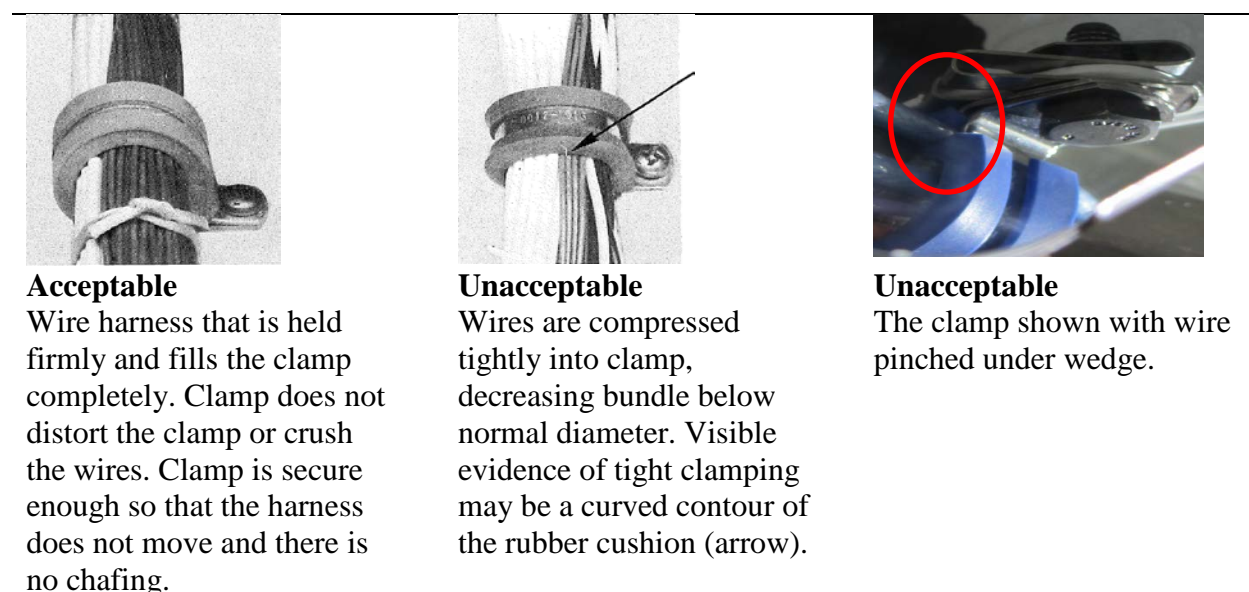 Acceptable
Wire harness that is held
firmly and fills the clamp
completely. Clamp does not
distort the clamp or crush
the wires. Clamp is secure
enough so that the harness
does not move and there is
no chafing.
Unacceptable
Wires are compressed
tightly into clamp,
decreasing bundle below
normal diameter. Visible
evidence of tight clamping
may be a curved contour of
the rubber cushion (arrow).
Unacceptable
The clamp shown with wire
pinched under wedge.